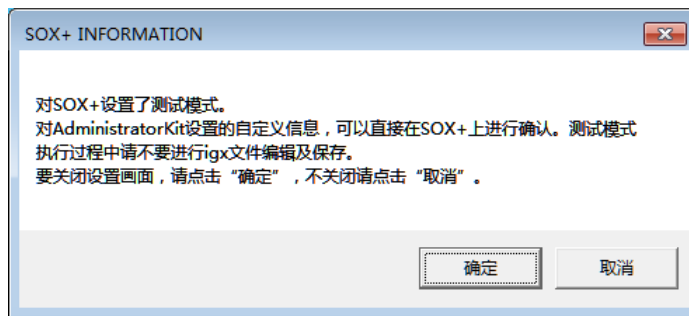 SOX+ INFORMATION
对SOX+设置了测试模式。
对AdministratorKit设置的自定义信息，可以直接在SOX+上进行确认。测试模式
执行过程中请不要进行igx文件编辑及保存。
要关闭设置画面，请点击“确定”，不关闭请点击“取消”。
确定 取消